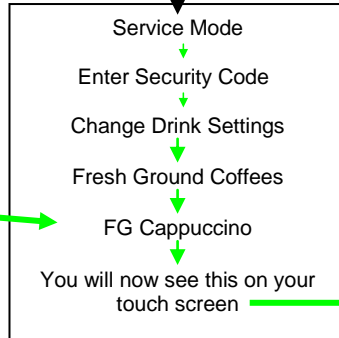 Service Mode
Enter Security Code
Change Drink Settings
Fresh Ground Coffees
FG Cappuccino
You will now see this on your
touch screen